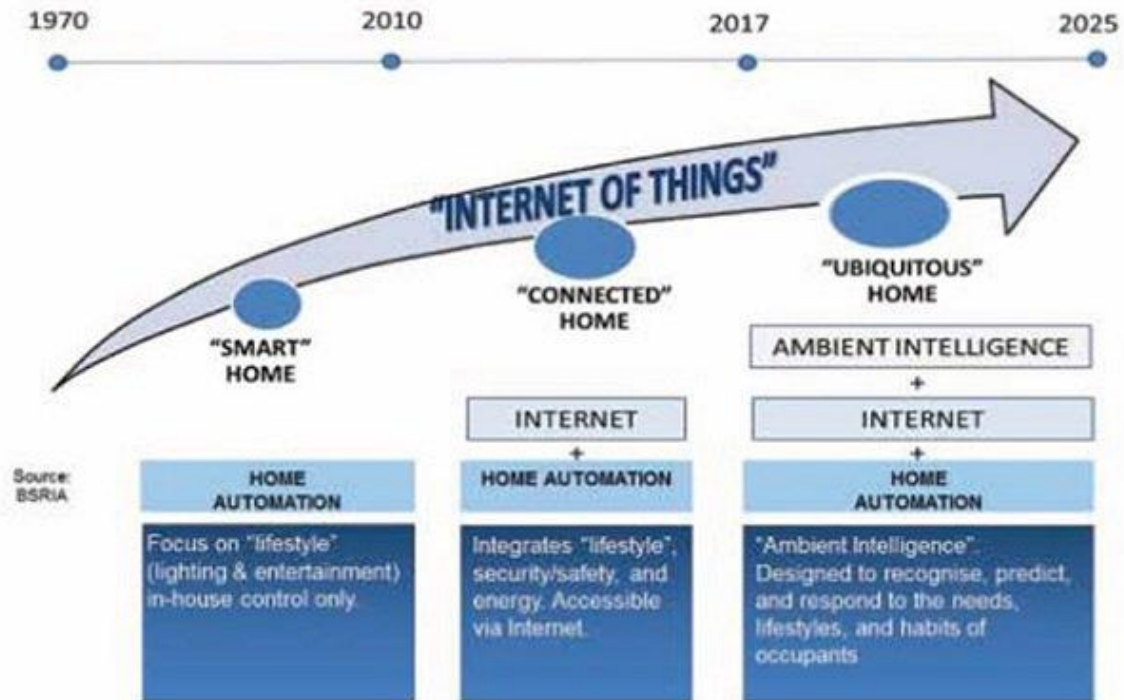 1970 2010 2017 2025
"INTERNET OF THINGS"
"SMART"
HOME
"CONNECTED"
HOME
"UBIQUITOUS"
HOME
AMBIENT INTELLIGENCE
+
INTERNET
+
INTERNET
+
Source:
BSRIA
HOME
AUTOMATION
HOME AUTOMATION
HOME
AUTOMATION
Focus on "lifestyle"
(lighting & entertainment)
in-house control only.
Integrates "lifestyle",
security/safety, and
energy. Accessible
via Internet.
"Ambient Intelligence".
Designed to recognise, predict,
and respond to the needs,
lifestyles, and habits of
occupants